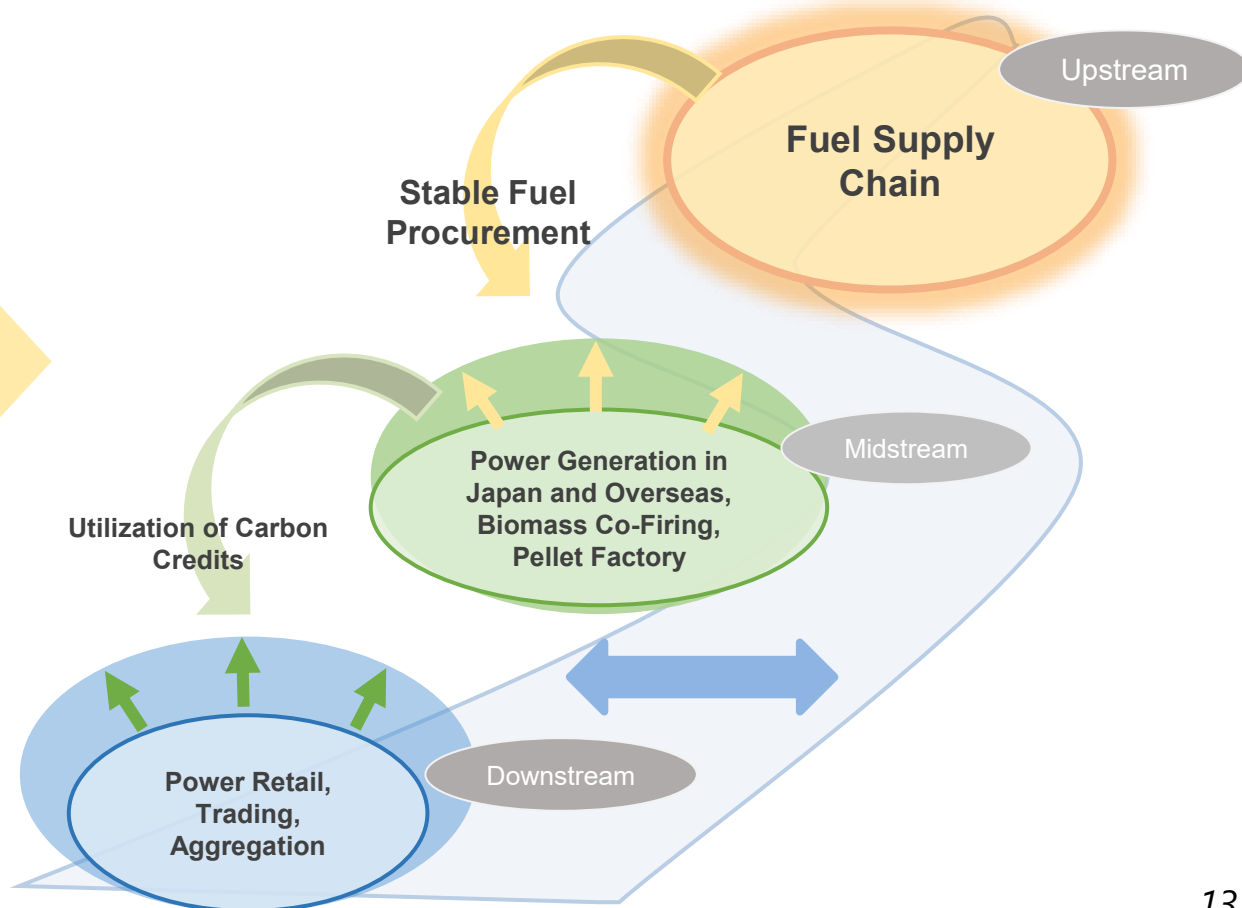 Upstream
Fuel Supply
Chain
Stable Fuel
Procurement
Midstream
Power Generation in
Japan and Overseas,
Biomass Co-Firing,
Pellet Factory
Utilization of Carbon
Credits
Downstream
Power Retail,
Trading,
Aggregation
13